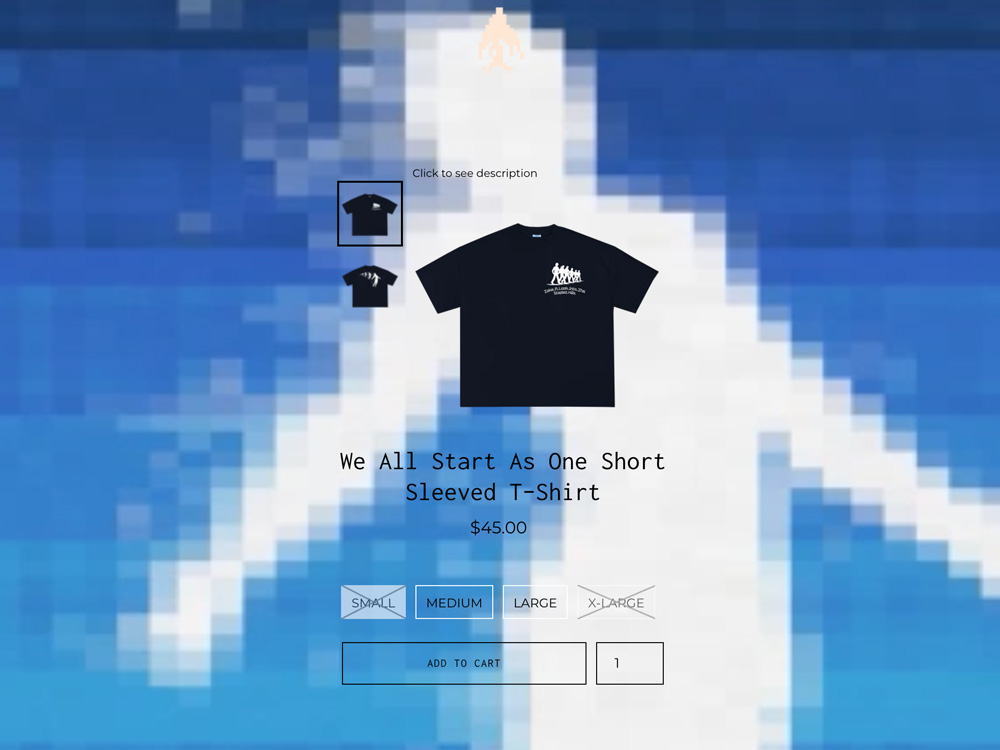 Click to see description
We All Start As One Short
Sleeved T-Shirt
$45.00
SMALL
MEDIUM
LARGE
X-LARGE
ADD TO CART
1